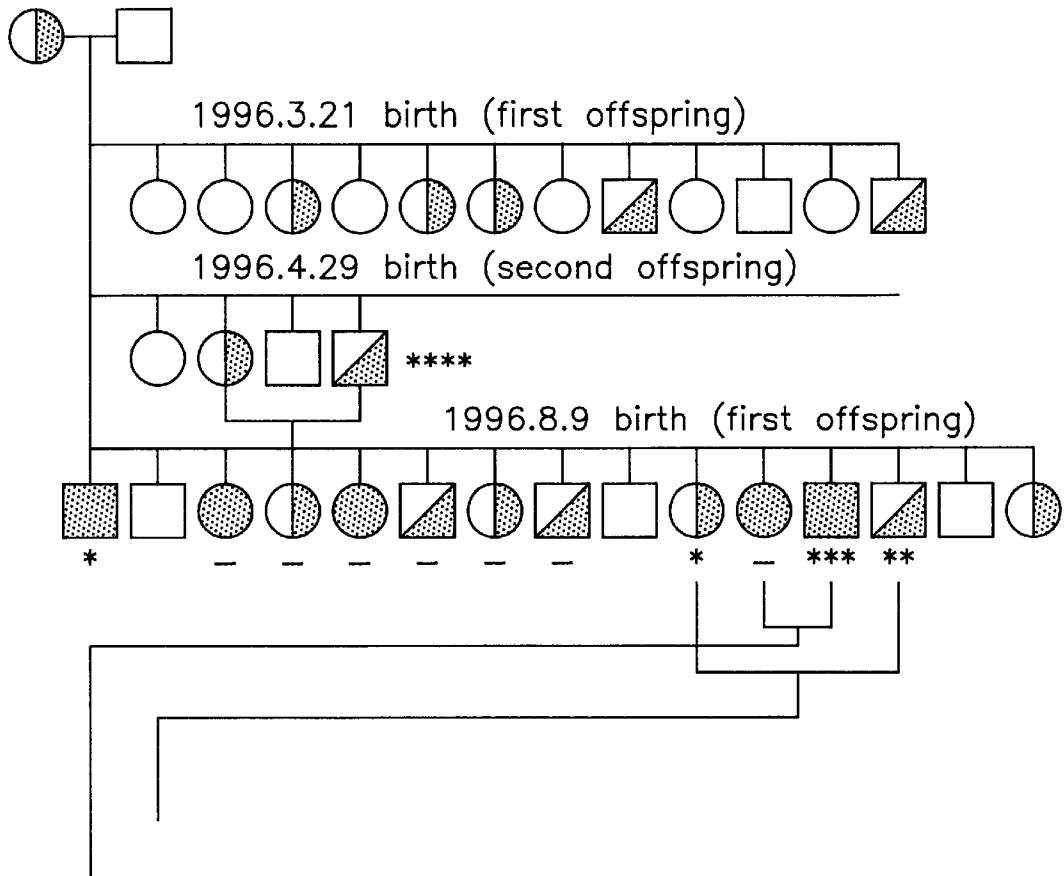 1996.3.21 birth (first offspring)
1996.4.29 birth (second offspring)
****
1996.8.9 birth (first offspring)
* – – – – – – * – *** **